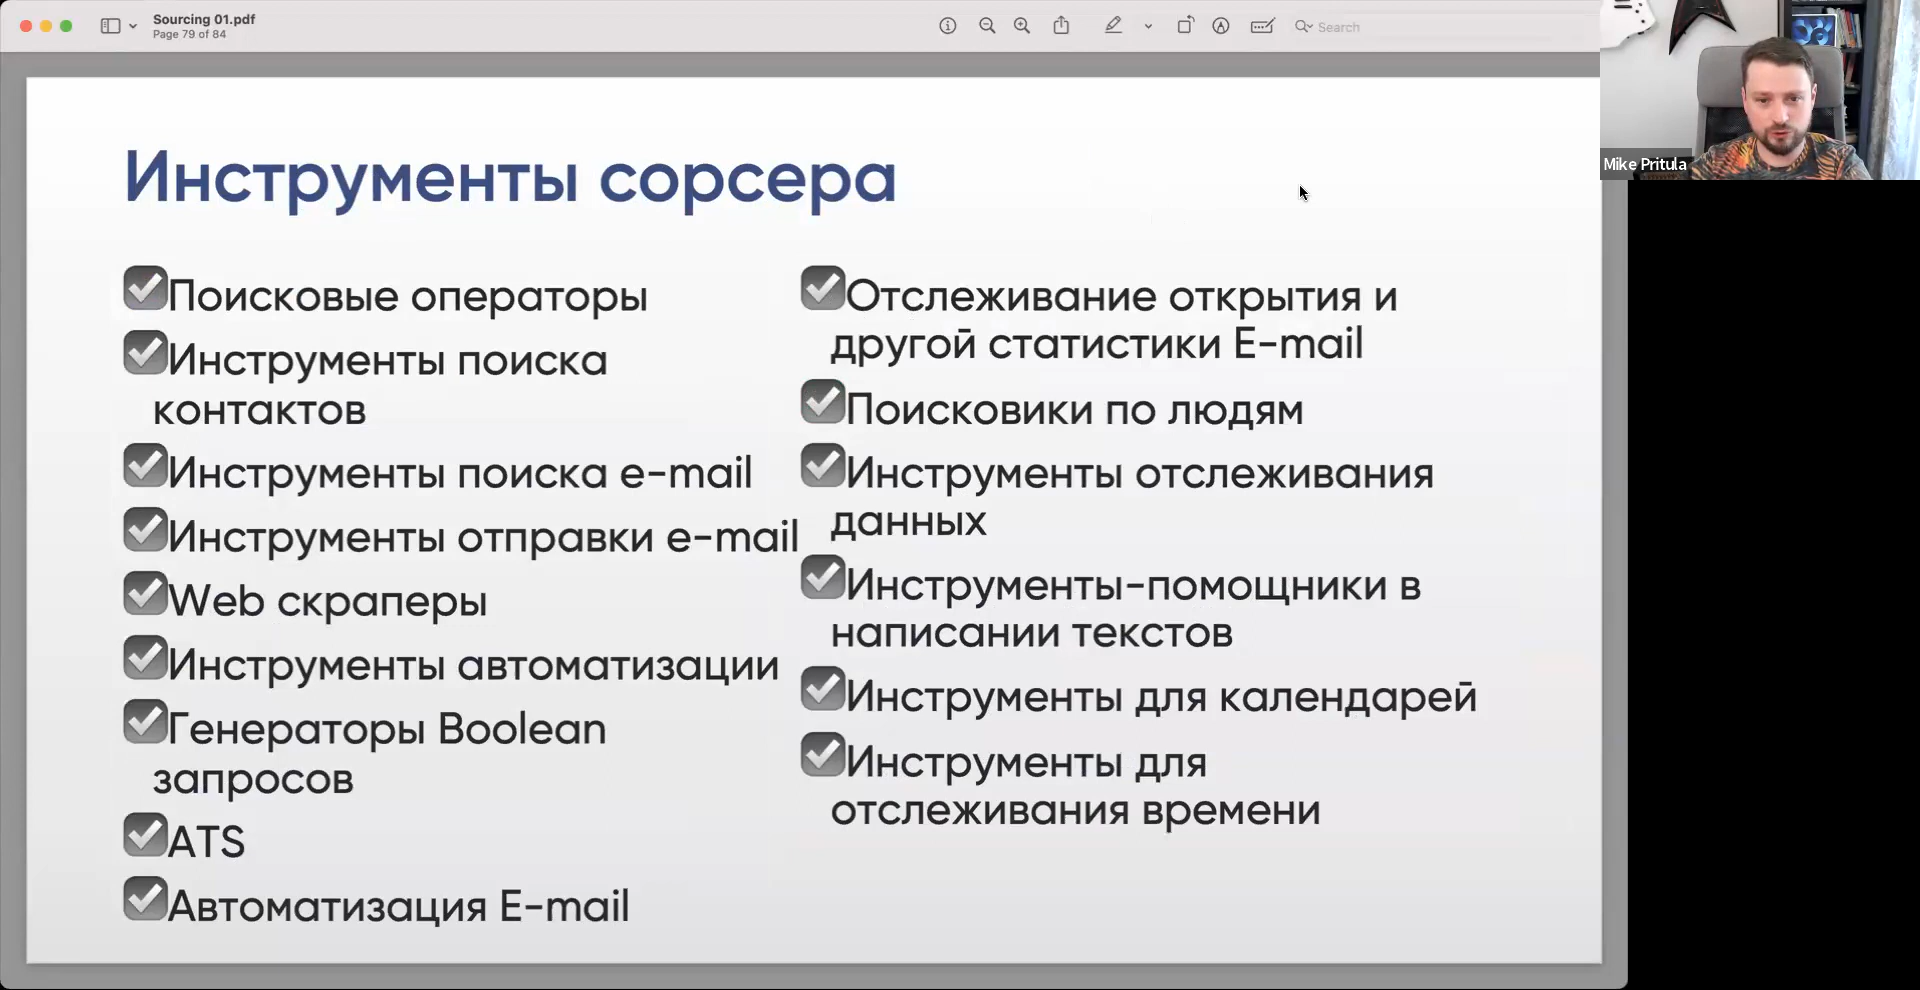 Sourcing 01.pdf
Page 79 of 84
Search
Mike Pritula
Инструменты сорсера
Поисковые операторы
Инструменты поиска
контактов
Инструменты поиска e-mail
Инструменты отправки e-mail
Web скраперы
Инструменты автоматизации
Генераторы Boolean
запросов
ATS
Автоматизация E-mail
Отслеживание открытия и
другой статистики E-mail
Поисковики по людям
Инструменты отслеживания
данных
Инструменты-помощники в
написании текстов
Инструменты для календарей
Инструменты для
отслеживания времени